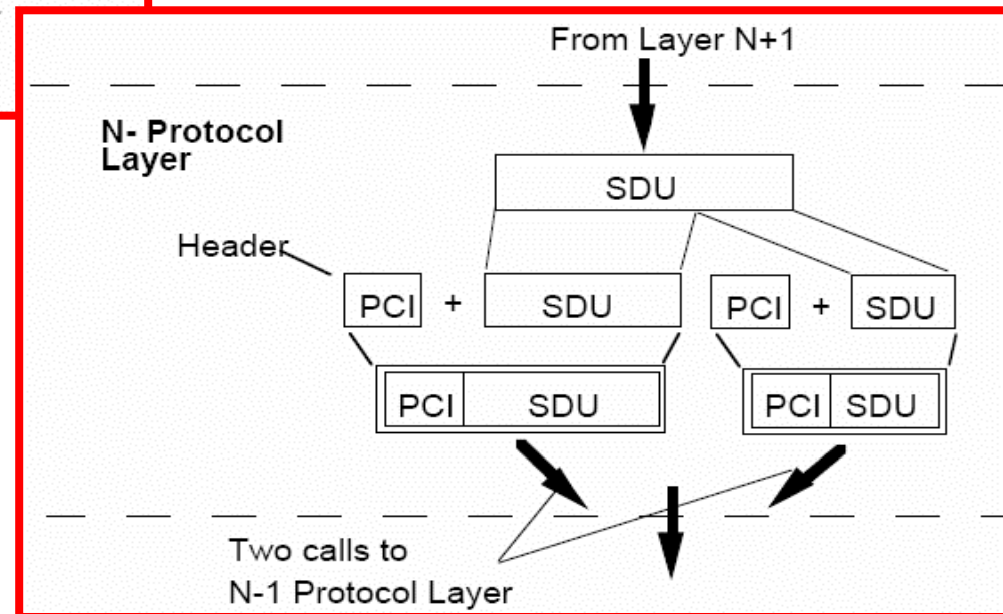 From Layer N+1
N- Protocol
Layer
SDU
Header
PCI + SDU PCI + SDU
PCI SDU PCI SDU
Two calls to
N-1 Protocol Layer